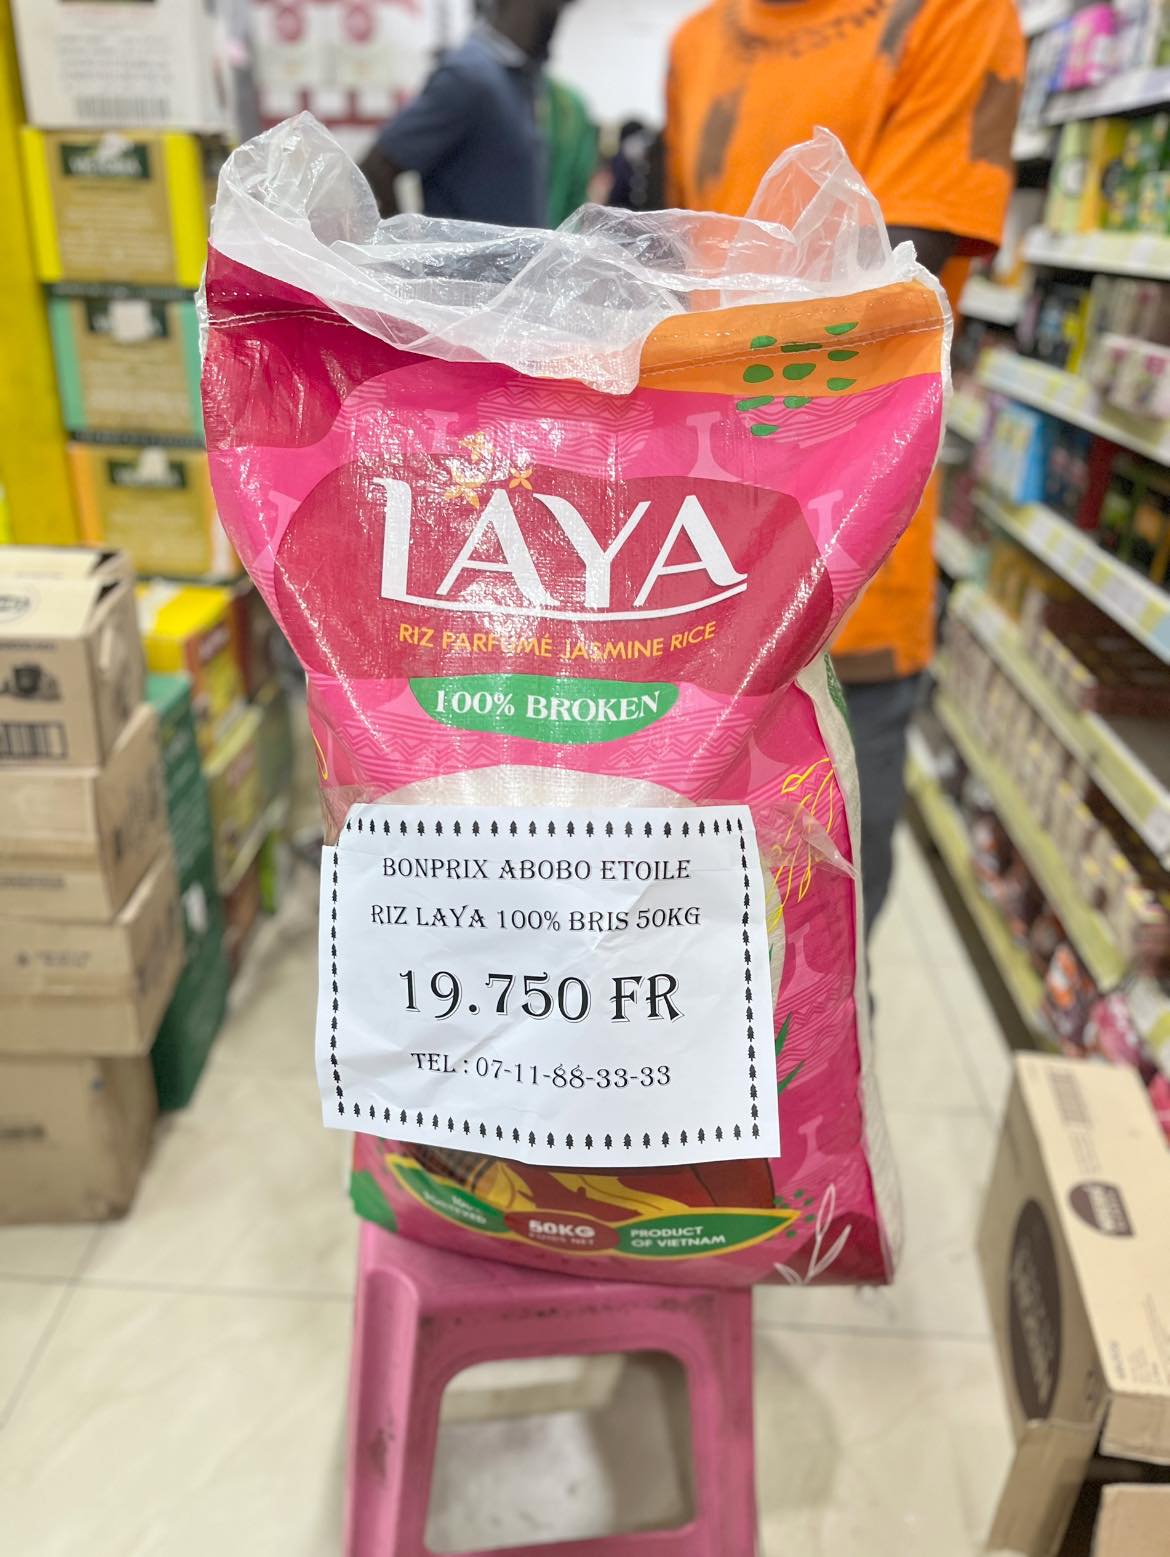 LAYA
RIZ PARFUMÉ JASMINE RICE
100% BROKEN
BONPRIX ABOBO ETOILE
RIZ LAYA 100% BRIS 50KG
19.750 FR
TEL : 07-11-88-33-33
50KG
PRODUCT
OF VIETNAM